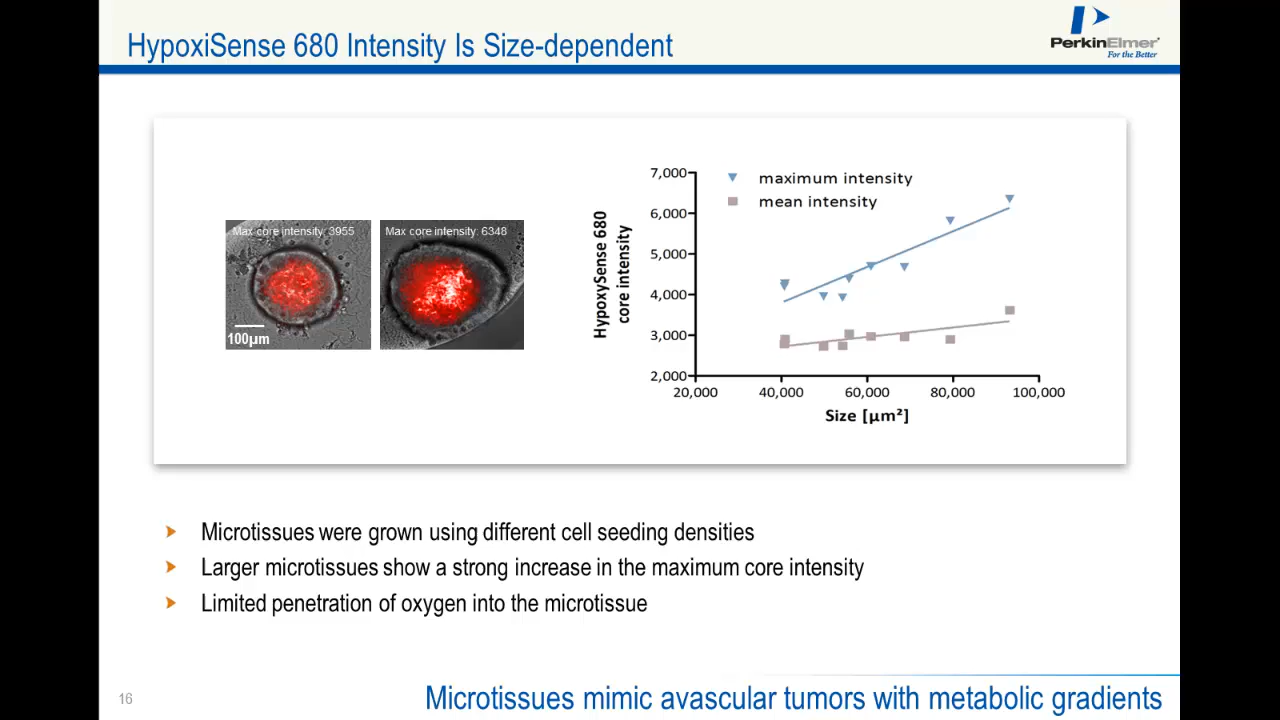 HypoxiSense 680 Intensity Is Size-dependent
PerkinElmer
For the Better
Max core intensity: 3955
100µm
Max core intensity: 6348
HypoxySense 680
core intensity
7,000
6,000
5,000
4,000
3,000
2,000
maximum intensity
mean intensity
20,000 40,000 60,000 80,000 100,000
Size [µm²]
Microtissues were grown using different cell seeding densities
Larger microtissues show a strong increase in the maximum core intensity
Limited penetration of oxygen into the microtissue
16
Microtissues mimic avascular tumors with metabolic gradients